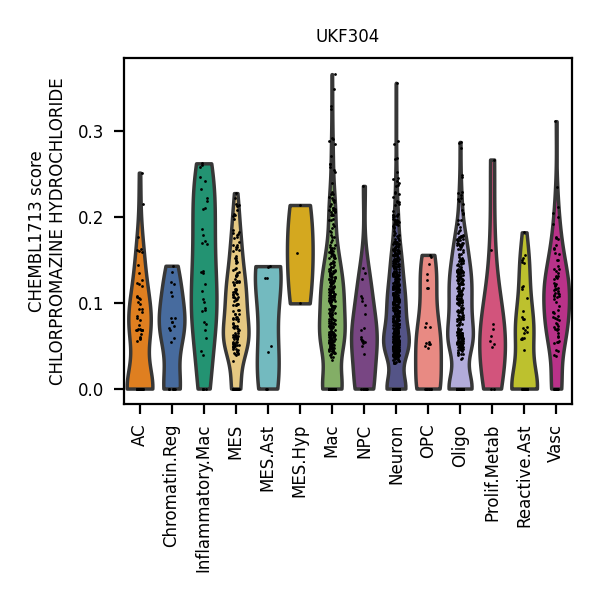 UKF304
CHEMBL1713 score
CHLORPROMAZINE HYDROCHLORIDE
0.3
0.2
0.1
0.0
AC
Chromatin.Reg
Inflammatory.Mac
MES
MES.Ast
MES.Hyp
Mac
NPC
Neuron
OPC
Oligo
Prolif.Metab
Reactive.Ast
Vasc